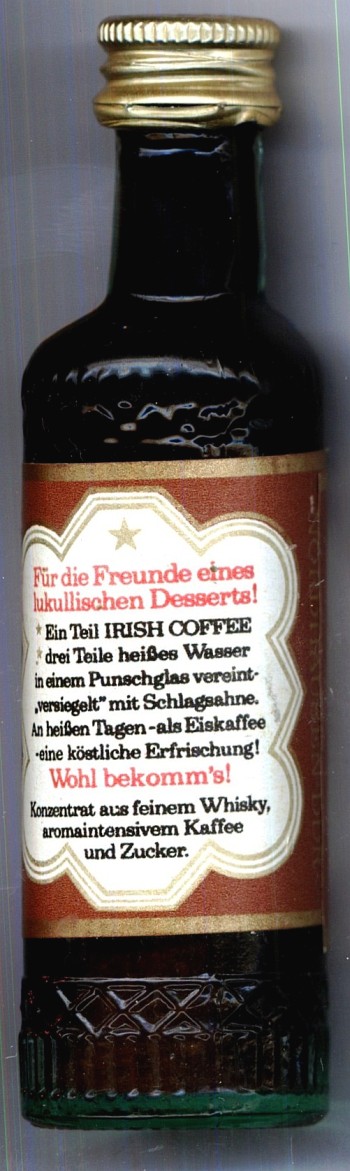 Für die Freunde eines
lukullischen Desserts!
Ein Teil IRISH COFFEE
drei Teile heißes Wasser
in einem Punschglas vereint-
„versiegelt” mit Schlagsahne.
An heißen Tagen-als Eiskaffee
-eine köstliche Erfrischung!
Wohl bekomm's!
Konzentrat aus feinem Whisky,
aromaintensivem Kaffee
und Zucker.